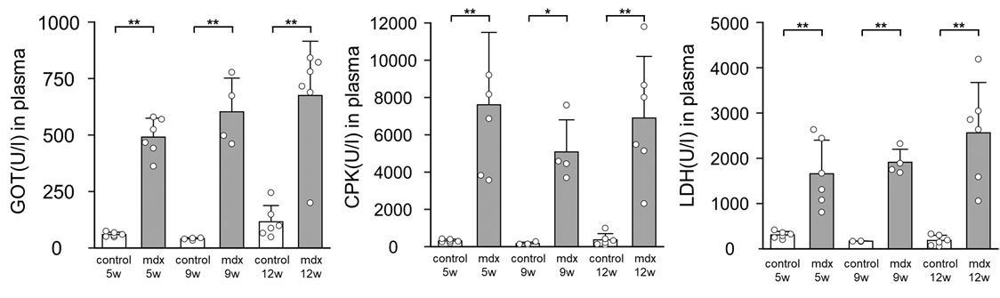 GOT(U/l) in plasma
1000
750
500
250
0
** ** **
control mdx control mdx control mdx
5w 5w 9w 9w 12w 12w
CPK(U/l) in plasma
12000
10000
8000
6000
4000
2000
0
** * **
control mdx control mdx control mdx
5w 5w 9w 9w 12w 12w
LDH(U/l) in plasma
5000
4000
3000
2000
1000
0
** ** **
control mdx control mdx control mdx
5w 5w 9w 9w 12w 12w